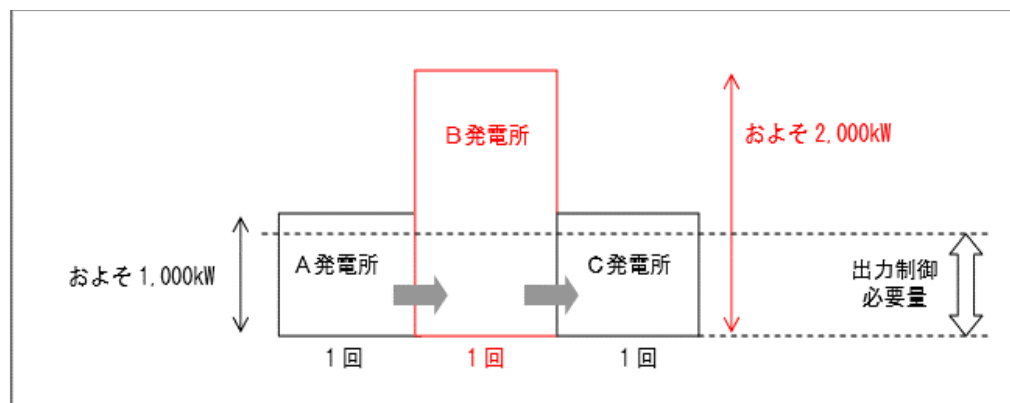 B発電所
およそ2,000kW
A発電所
C発電所
およそ1,000kW
出力制御
必要量
1回
1回
1回